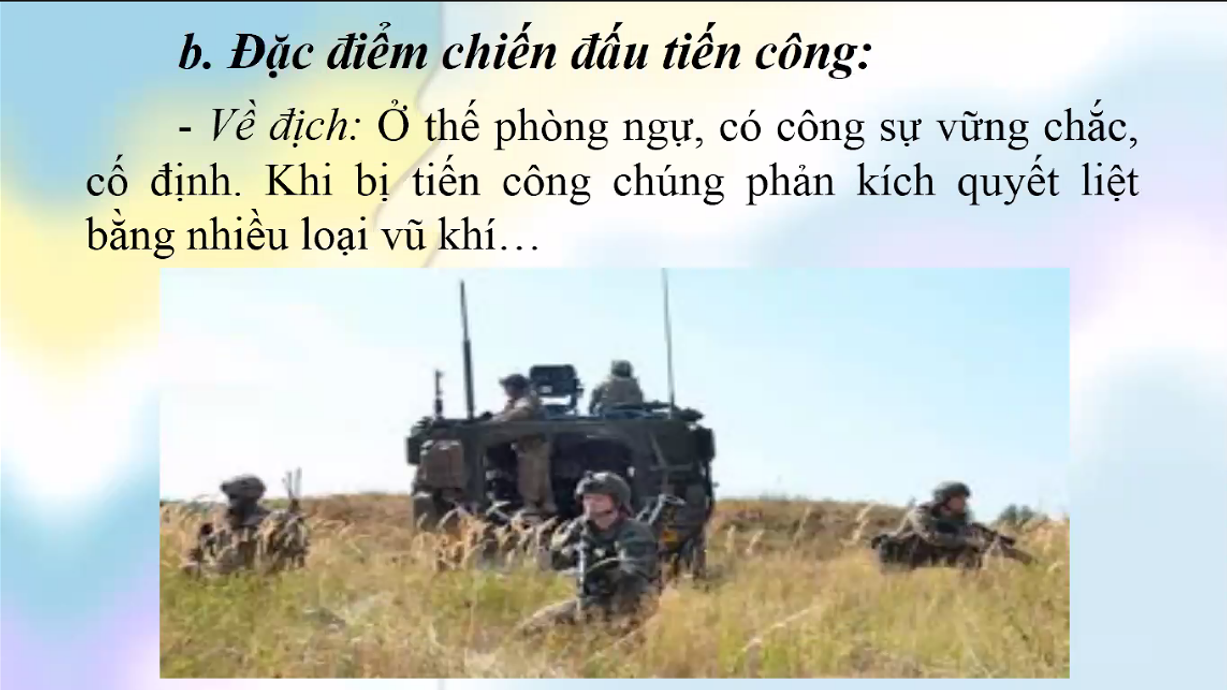 b. Đặc điểm chiến đấu tiến công:
- Về địch: Ở thế phòng ngự, có công sự vững chắc,
cố định. Khi bị tiến công chúng phản kích quyết liệt
bằng nhiều loại vũ khí…